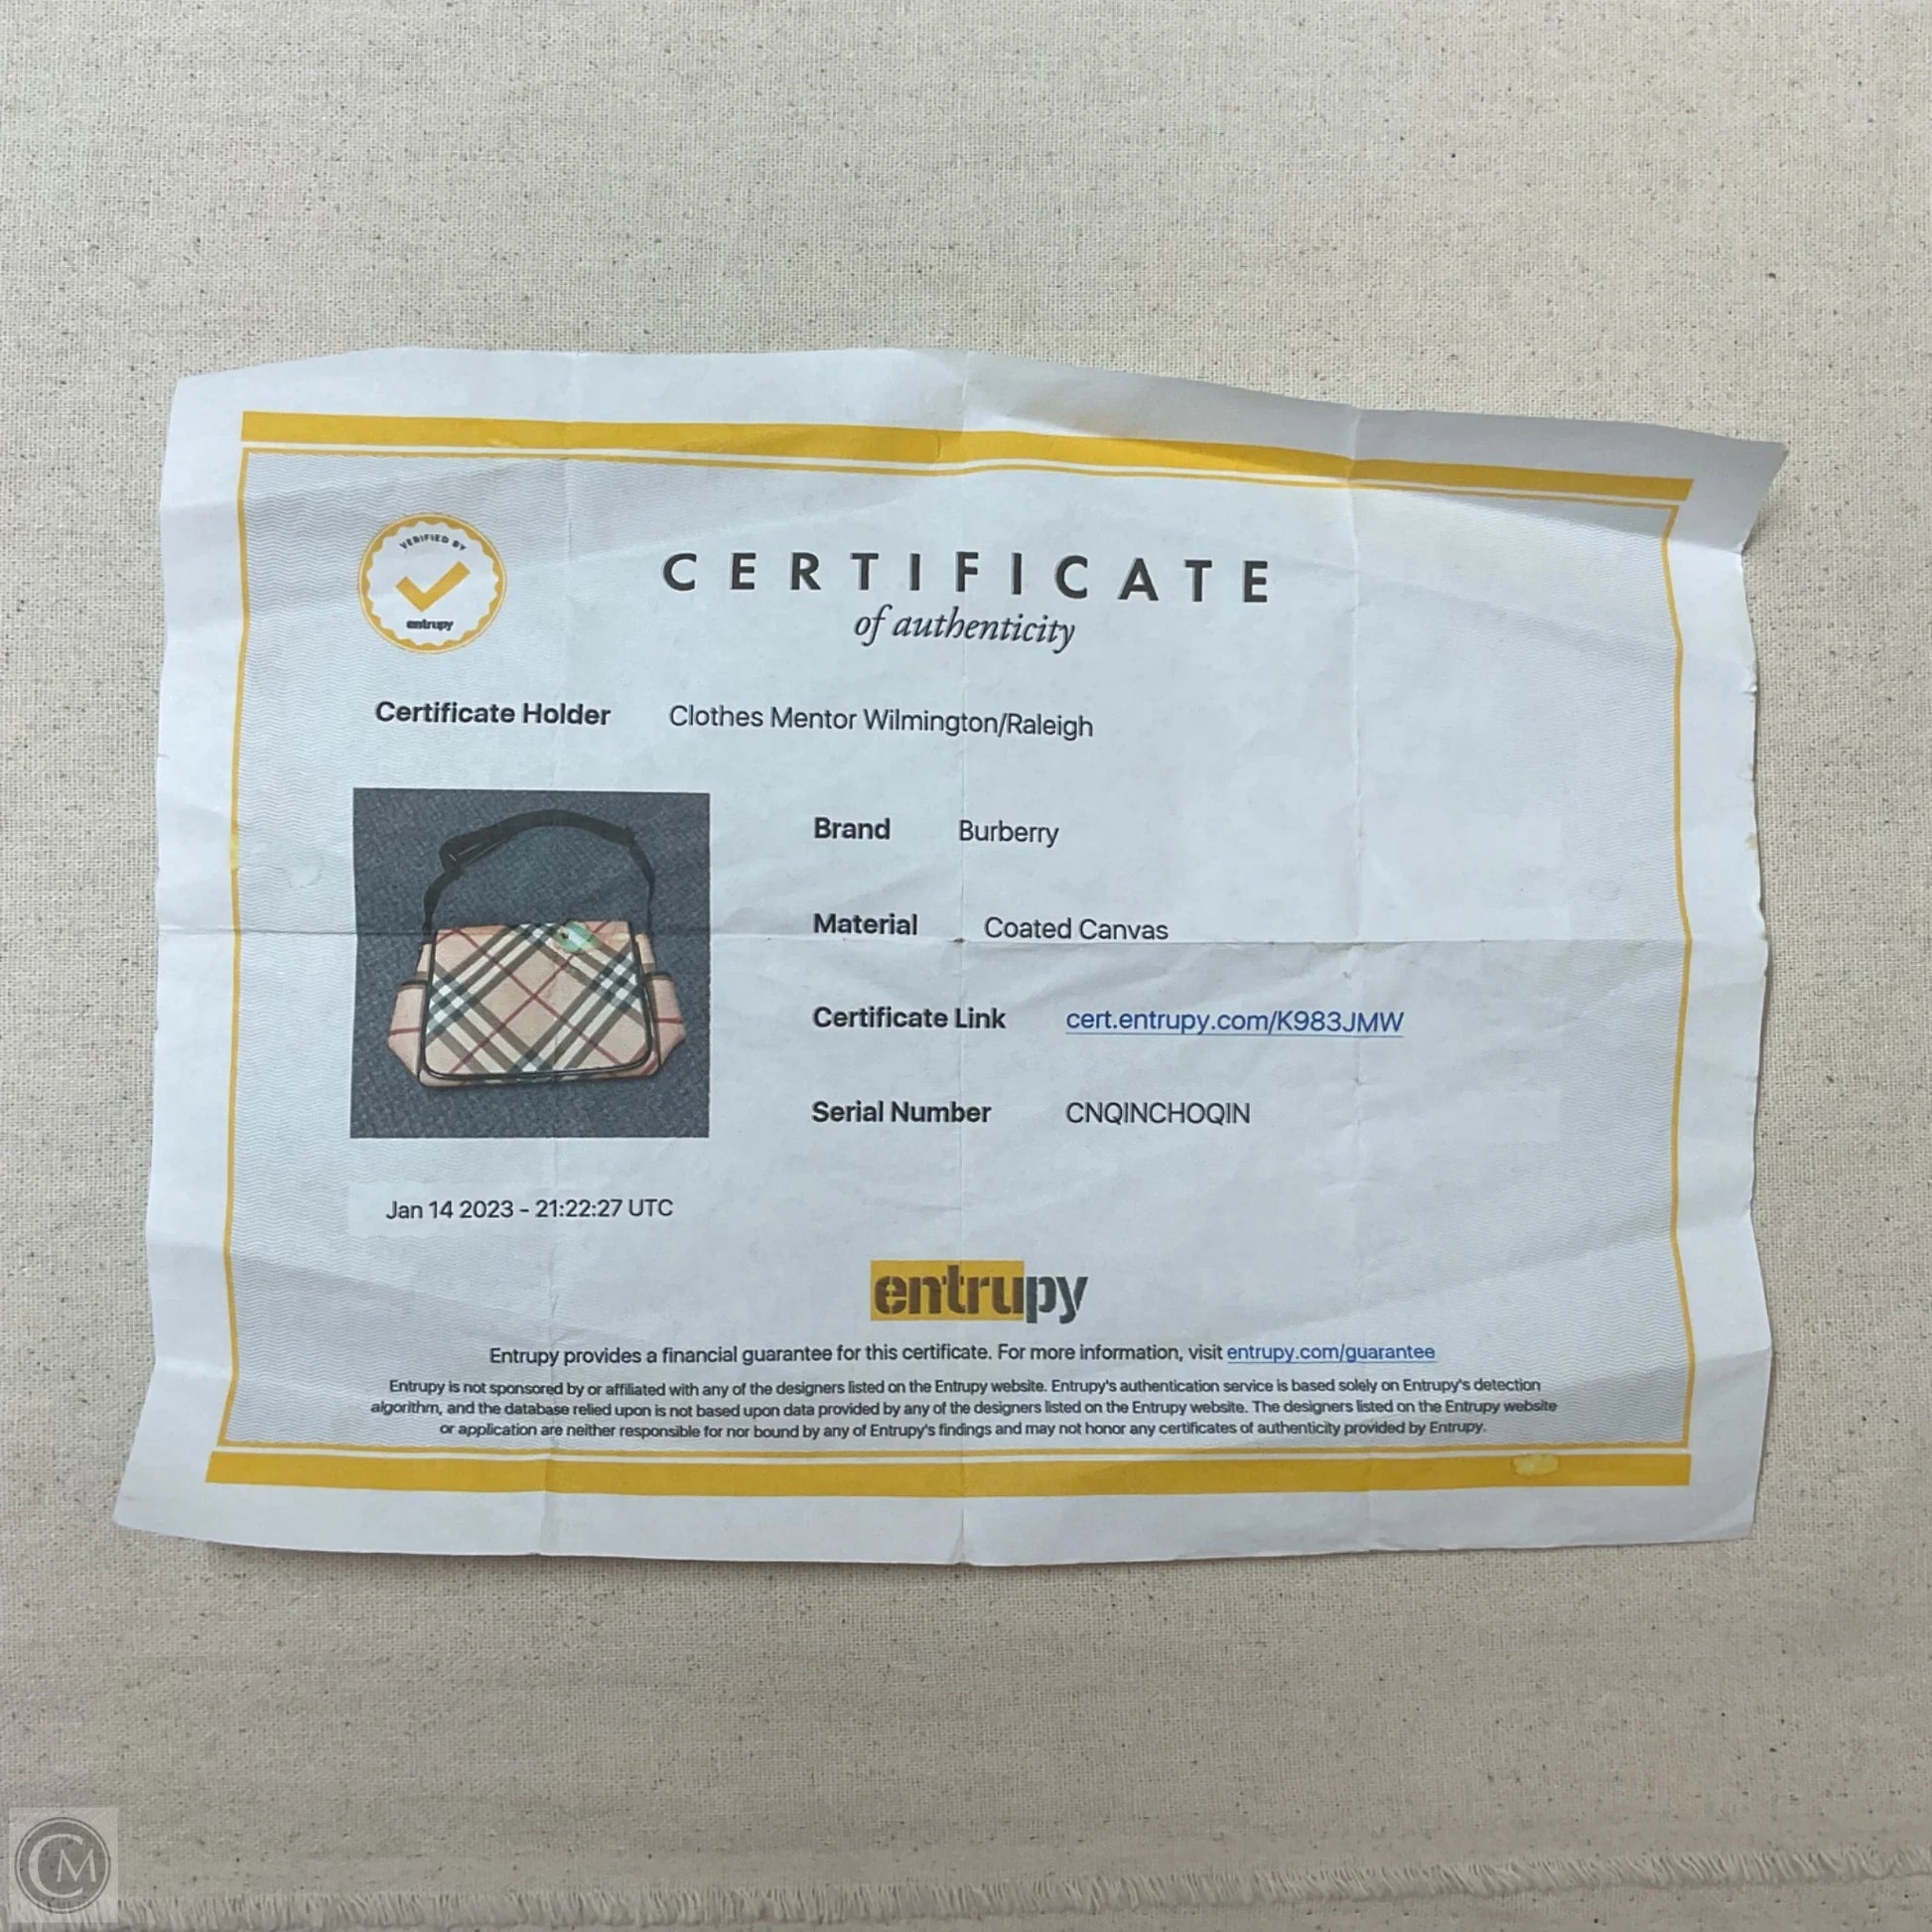 VERIFIED BY
entrupy
CERTIFICATE
of authenticity
Certificate Holder Clothes Mentor Wilmington/Raleigh
Brand Burberry
Material Coated Canvas
Certificate Link cert.entrupy.com/K983JMW
Serial Number CNQINCHOQIN
Jan 14 2023 - 21:22:27 UTC
entrupy
Entrupy provides a financial guarantee for this certificate. For more information, visit entrupy.com/guarantee
Entrupy is not sponsored by or affiliated with any of the designers listed on the Entrupy website. Entrupy's authentication service is based solely on Entrupy's detection
algorithm, and the database relied upon is not based upon data provided by any of the designers listed on the Entrupy website. The designers listed on the Entrupy website
or application are neither responsible for nor bound by any of Entrupy's findings and may not honor any certificates of authenticity provided by Entrupy.
CM